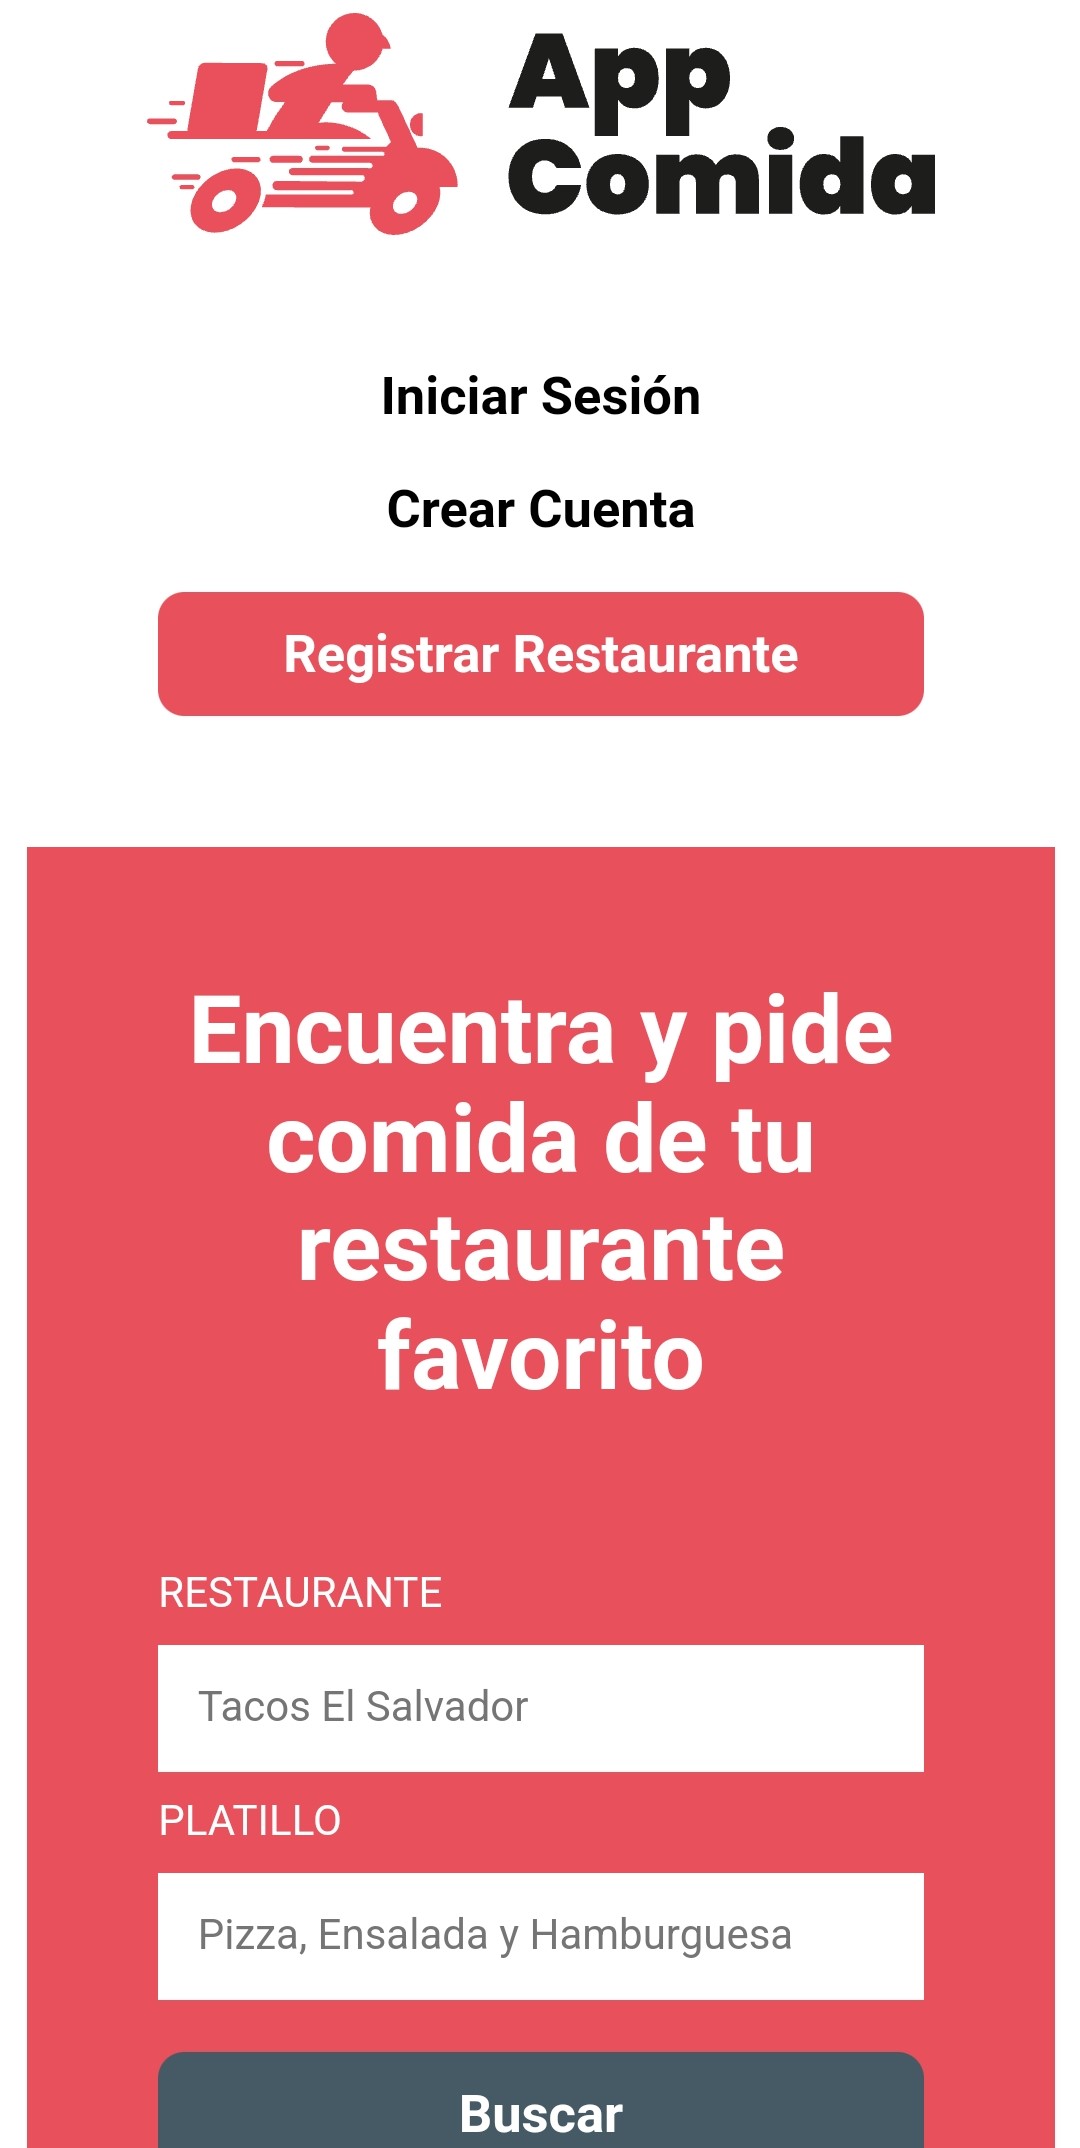 App
Comida
Iniciar Sesión
Crear Cuenta
Registrar Restaurante
Encuentra y pide
comida de tu
restaurante
favorito
RESTAURANTE
Tacos El Salvador
PLATILLO
Pizza, Ensalada y Hamburguesa
Buscar